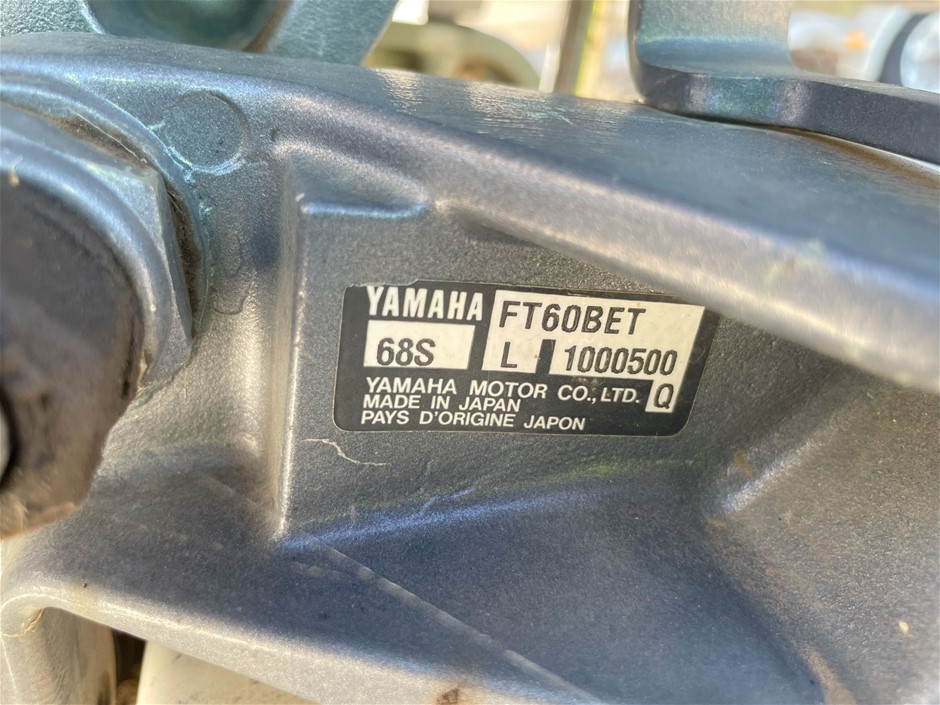 YAMAHA FT60BET
68S L 1000500
YAMAHA MOTOR CO., LTD. Q
MADE IN JAPAN
PAYS D'ORIGINE JAPON